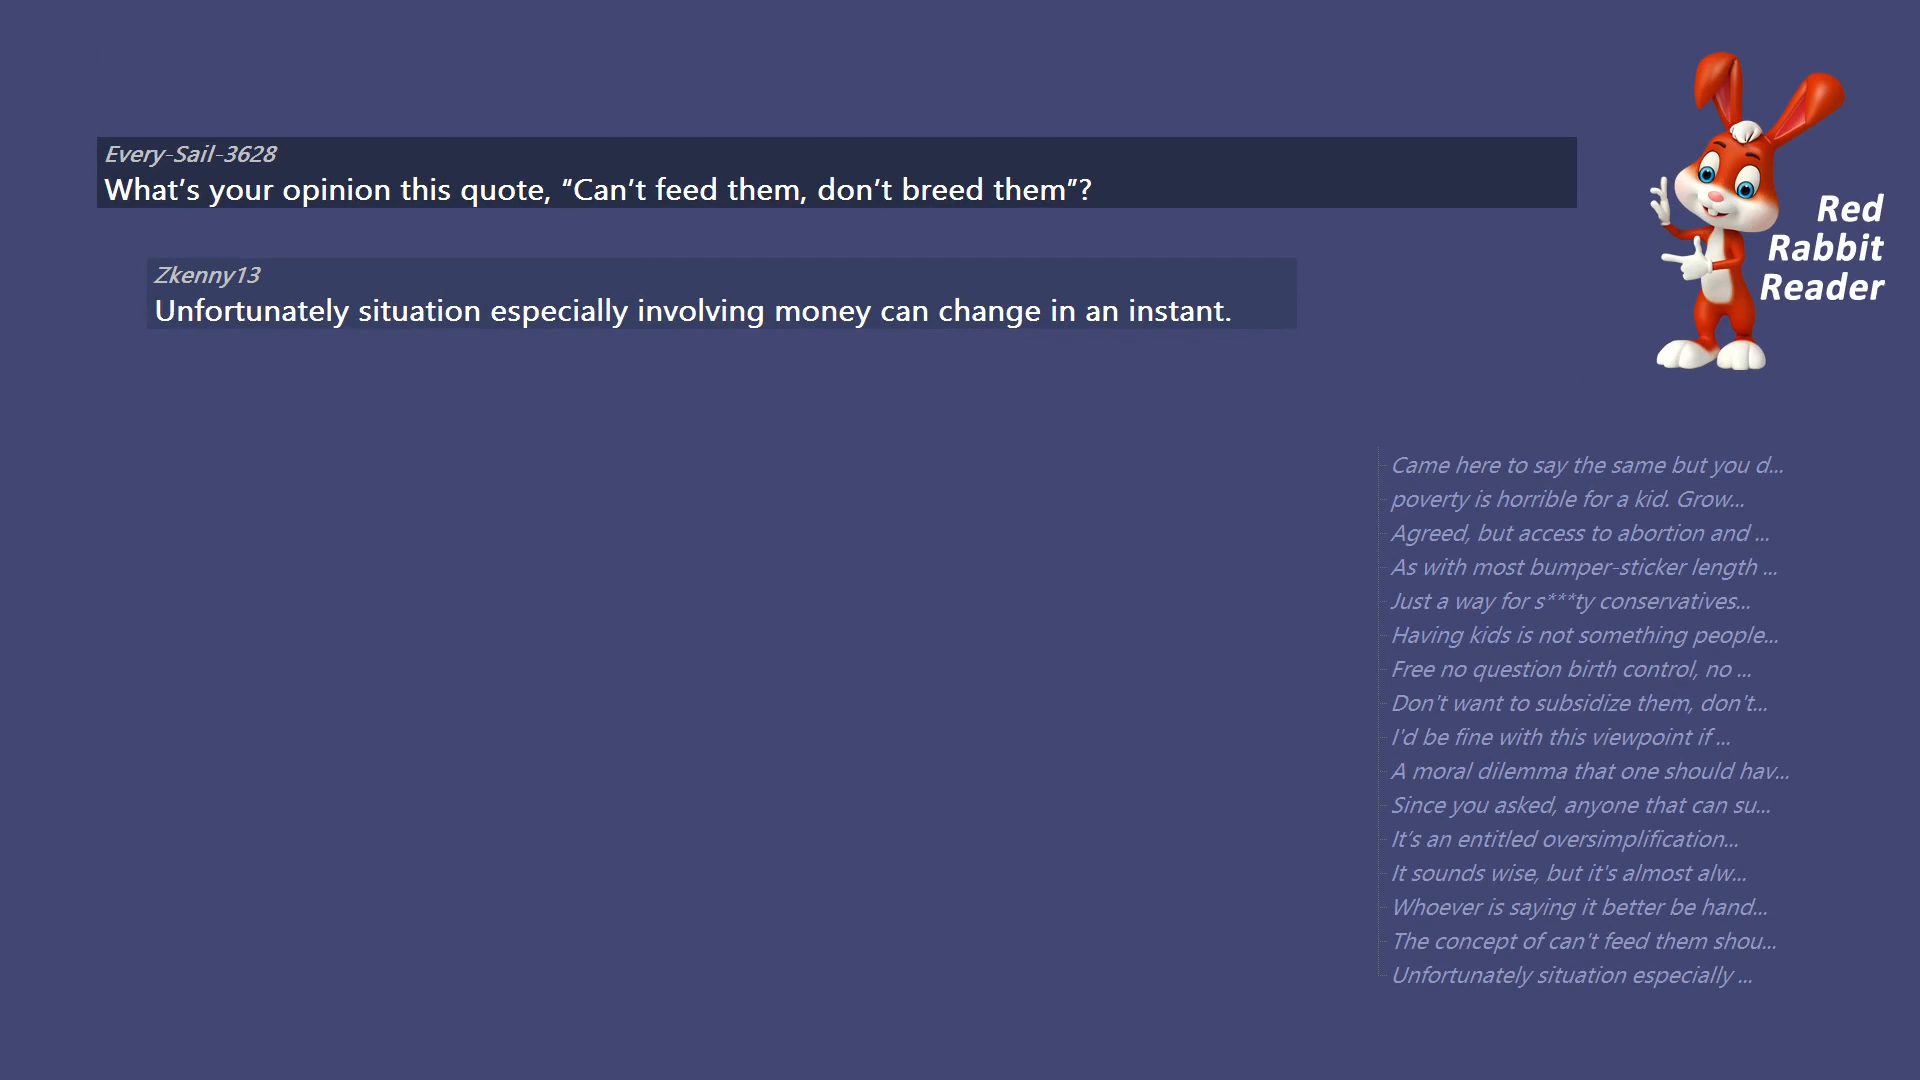 Every-Sail-3628
What’s your opinion this quote, “Can’t feed them, don’t breed them”?
Zkenny13
Unfortunately situation especially involving money can change in an instant.
Red
Rabbit
Reader
Came here to say the same but you d...
poverty is horrible for a kid. Grow...
Agreed, but access to abortion and ...
As with most bumper-sticker length ...
Just a way for s***ty conservatives...
Having kids is not something people...
Free no question birth control, no ...
Don't want to subsidize them, don't...
I'd be fine with this viewpoint if ...
A moral dilemma that one should hav...
Since you asked, anyone that can su...
It’s an entitled oversimplification...
It sounds wise, but it's almost alw...
Whoever is saying it better be hand...
The concept of can't feed them shou...
Unfortunately situation especially ...